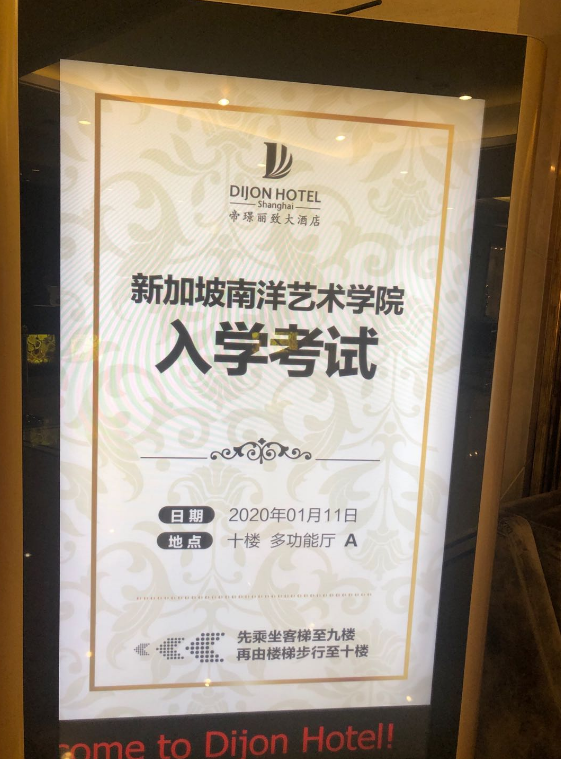 DIJON HOTEL
Shanghai
帝璟丽致大酒店
新加坡南洋艺术学院
入学考试
日期 2020年01月11日
地点 十楼 多功能厅 A
先乘坐客梯至九楼
再由楼梯步行至十楼
come to Dijon Hotel!